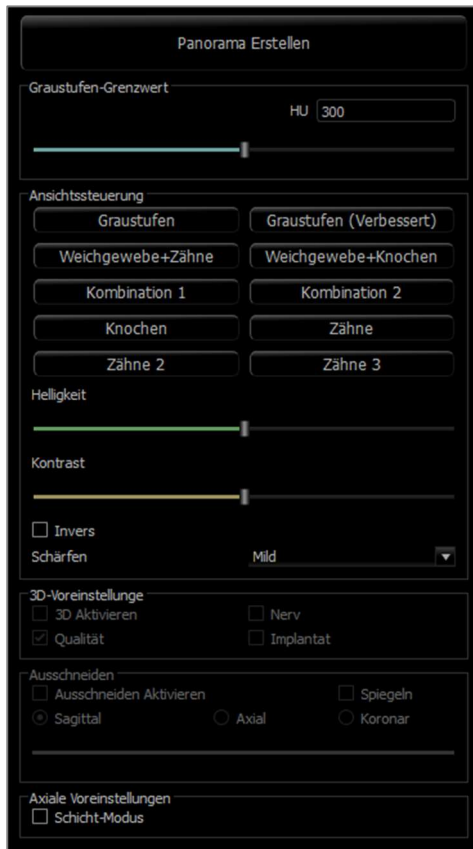 Panorama Erstellen
Graustufen-Grenzwert
HU 300
Ansichtssteuerung
Graustufen Graustufen (Verbessert)
Weichgewebe+Zähne Weichgewebe+Knochen
Kombination 1 Kombination 2
Knochen Zähne
Zähne 2 Zähne 3
Helligkeit
Kontrast
Invers
Schärfen Mild
3D-Voreinstellunge
3D Aktivieren Nerv
Qualität Implantat
Ausschneiden
Ausschneiden Aktivieren Spiegeln
Sagittal Axial Koronar
Axiale Voreinstellungen
Schicht-Modus